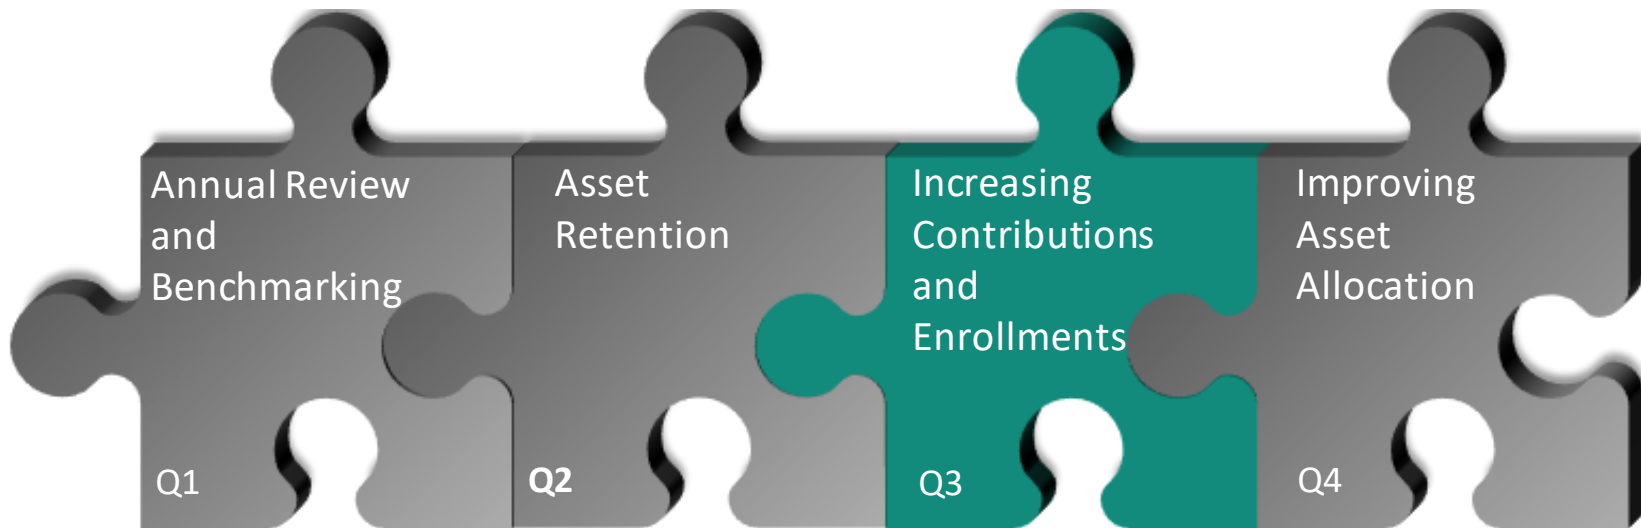 Annual Review
and
Benchmarking
Q1
Asset
Retention
Q2
Increasing
Contributions
and
Enrollments
Q3
Improving
Asset
Allocation
Q4